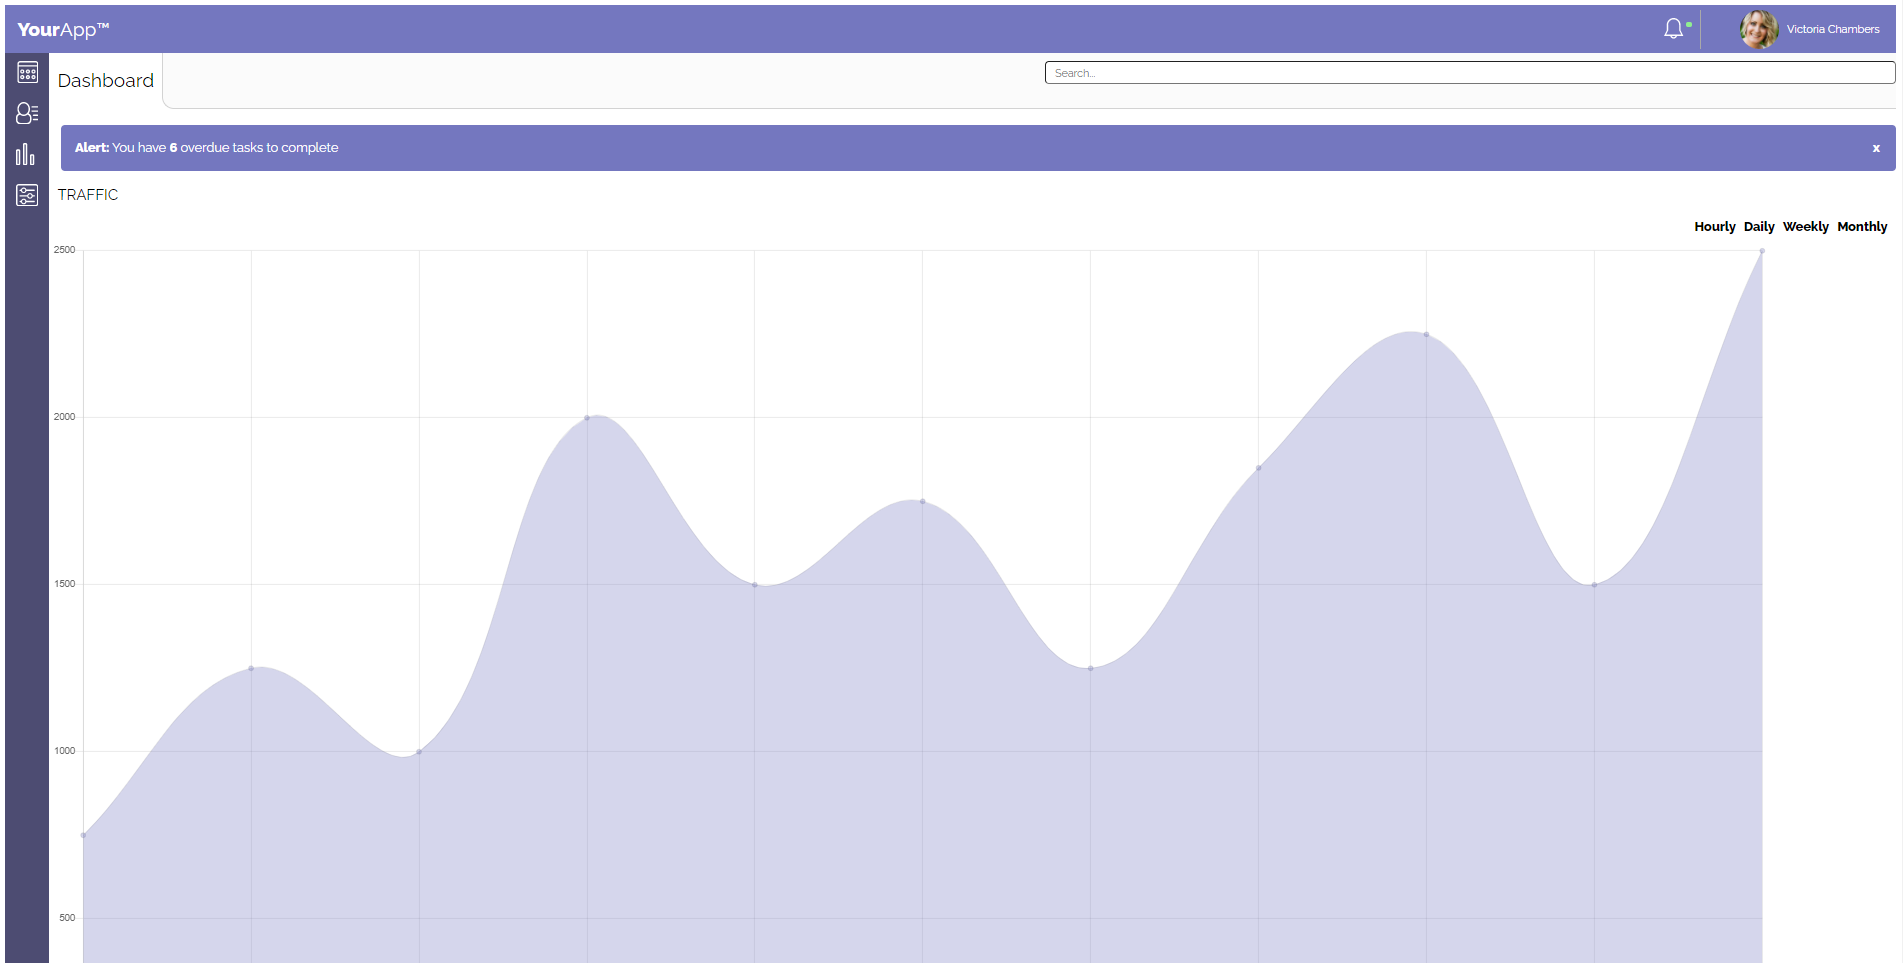 YourApp™
Victoria Chambers
Dashboard
Search...
Alert: You have 6 overdue tasks to complete
x
TRAFFIC
Hourly Daily Weekly Monthly
2500
2000
1500
1000
500